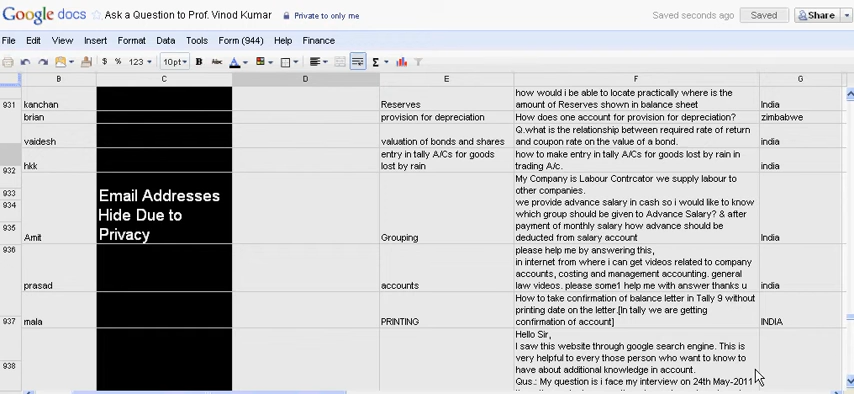 Google docs ☆ Ask a Question to Prof. Vinod Kumar Private to only me Saved seconds ago Saved Share
File Edit View Insert Format Data Tools Form (944) Help Finance
$ % 123 10pt B Abc A Σ
B C D E F G
how would i be able to locate practically where is the
931 kanchan Reserves amount of Reserves shown in balance sheet India
brian provision for depreciation How does one account for provision for depreciation? zimbabwe
Q.what is the relationship between required rate of return
vaidesh valuation of bonds and shares and coupon rate on the value of a bond. india
entry in tally A/Cs for goods how to make entry in tally A/Cs for goods lost by rain in
932 hkk lost by rain trading A/c. india
My Company is Labour Contrcator we supply labour to
933 other companies.
934 we provide advance salary in cash so i would like to know
which group should be given to Advance Salary? & after
935 payment of monthly salary how advance should be
Amit Grouping deducted from salary account India
Email Addresses
Hide Due to
Privacy
936 please help me by answering this,
in internet from where i can get videos related to company
accounts, costing and management accounting. general
prasad accounts law videos. please some1 help me with answer thanks u india
How to take confirmation of balance letter in Tally 9 without
printing date on the letter.[In tally we are getting
937 mala PRINTING confirmation of account] INDIA
Hello Sir,
I saw this website through google search engine. This is
very helpful to every those person who want to know to
938 have about additional knowledge in account.
Qus.: My question is i face my interview on 24th May-2011